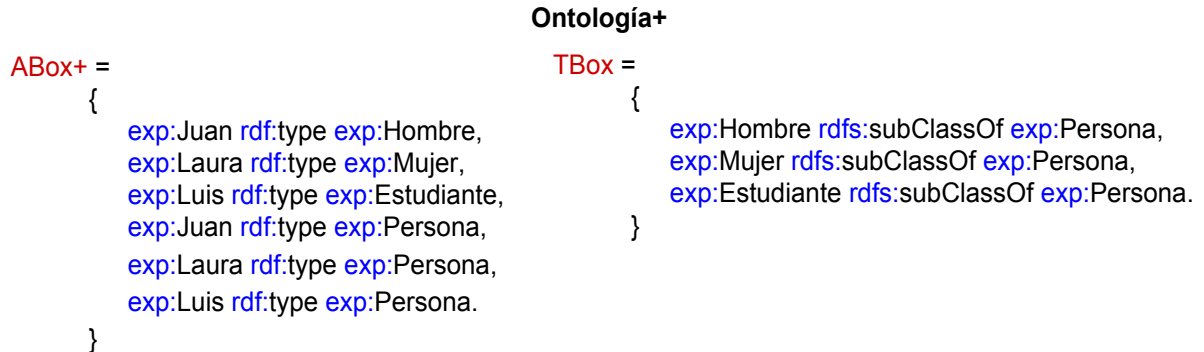 Ontología+
ABox+ =
{
exp:Juan rdf:type exp:Hombre,
exp:Laura rdf:type exp:Mujer,
exp:Luis rdf:type exp:Estudiante,
exp:Juan rdf:type exp:Persona,
exp:Laura rdf:type exp:Persona,
exp:Luis rdf:type exp:Persona.
}
TBox =
{
exp:Hombre rdfs:subClassOf exp:Persona,
exp:Mujer rdfs:subClassOf exp:Persona,
exp:Estudiante rdfs:subClassOf exp:Persona.
}